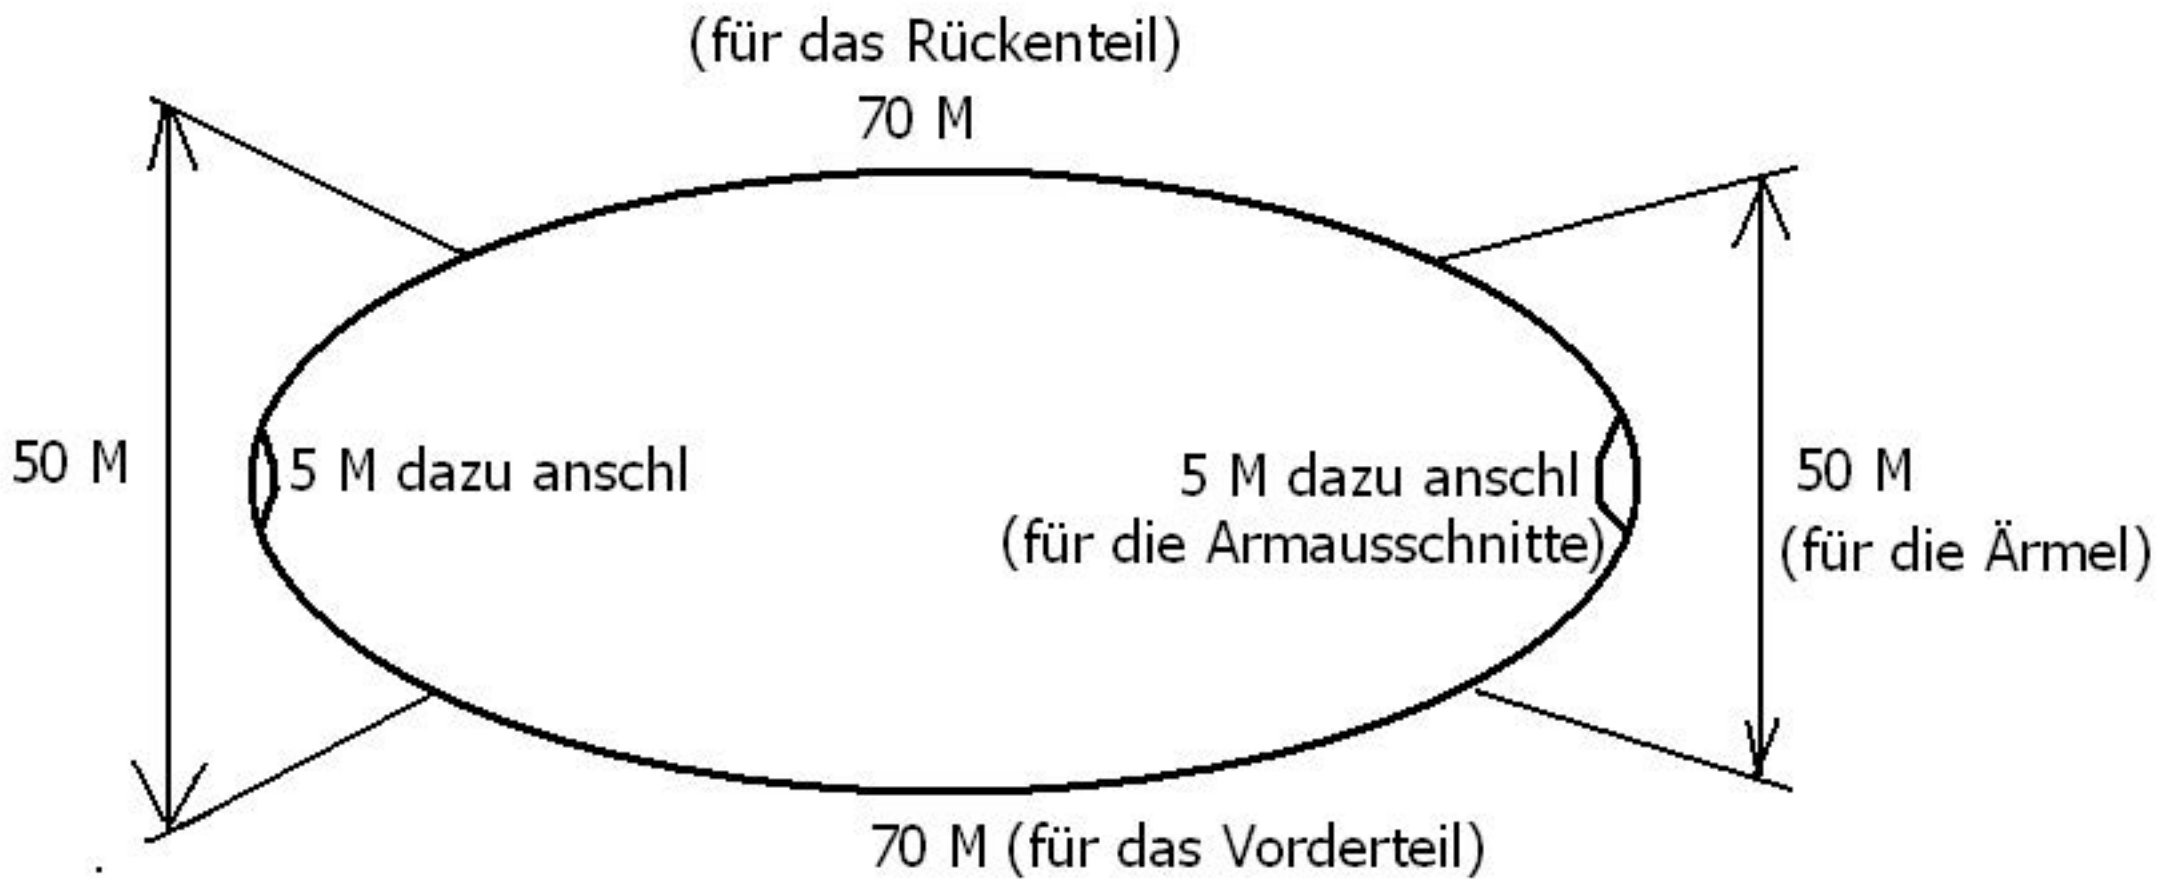 (für das Rückenteil)
70 M
50 M
5 M dazu anschl
5 M dazu anschl
(für die Armausschnitte)
50 M
(für die Ärmel)
70 M (für das Vorderteil)